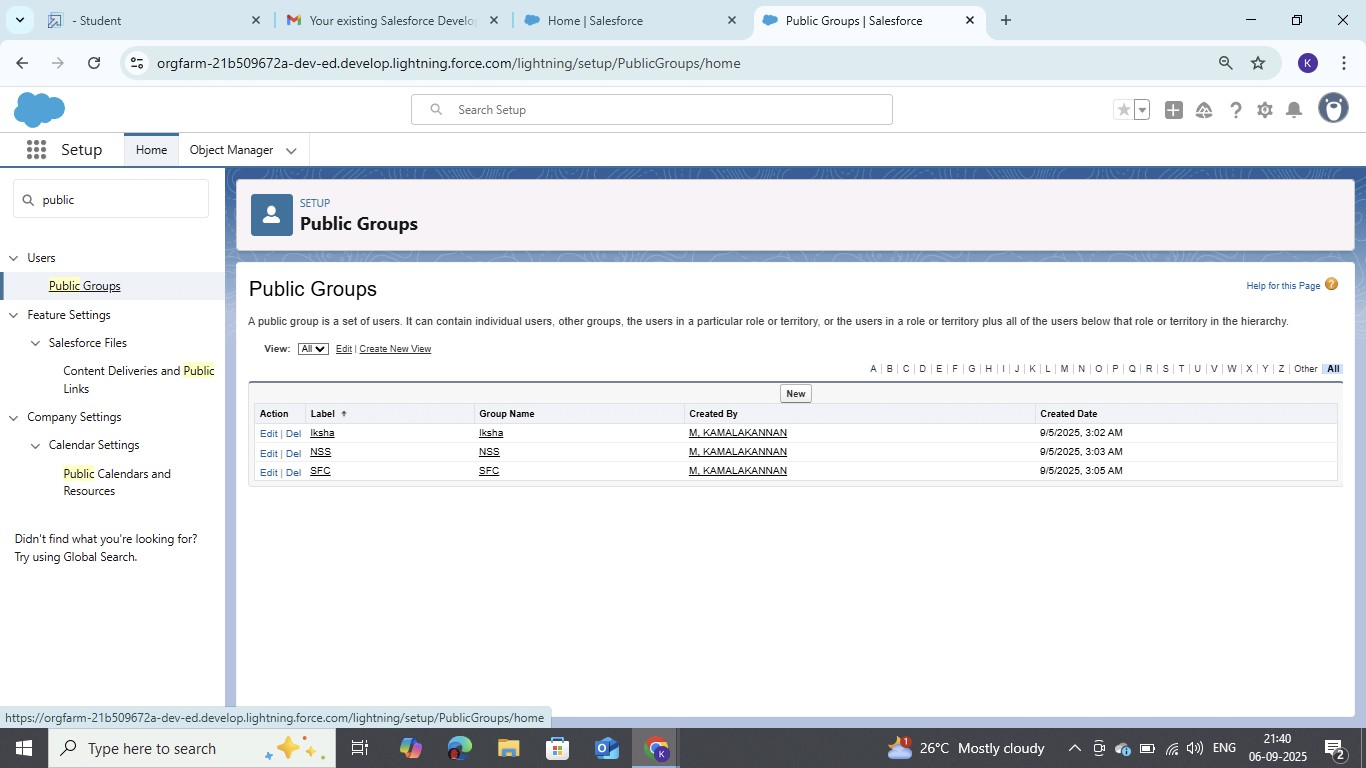 - Student
Your existing Salesforce Develo
Home | Salesforce
Public Groups | Salesforce
orgfarm-21b509672a-dev-ed.develop.lightning.force.com/lightning/setup/PublicGroups/home
K
Search Setup
Setup
Home
Object Manager
public
Users
Public Groups
Feature Settings
Salesforce Files
Content Deliveries and Public
Links
Company Settings
Calendar Settings
Public Calendars and
Resources
Didn't find what you're looking for?
Try using Global Search.
SETUP
Public Groups
Public Groups
Help for this Page ?
A public group is a set of users. It can contain individual users, other groups, the users in a particular role or territory, or the users in a role or territory plus all of the users below that role or territory in the hierarchy.
View: All Edit | Create New View
A | B | C | D | E | F | G | H | I | J | K | L | M | N | O | P | Q | R | S | T | U | V | W | X | Y | Z | Other | All
New
Action Label Group Name Created By Created Date
Edit | Del Iksha Iksha M, KAMALAKANNAN 9/5/2025, 3:02 AM
Edit | Del NSS NSS M, KAMALAKANNAN 9/5/2025, 3:03 AM
Edit | Del SFC SFC M, KAMALAKANNAN 9/5/2025, 3:05 AM
https://orgfarm-21b509672a-dev-ed.develop.lightning.force.com/lightning/setup/PublicGroups/home
Type here to search
K
1
26°C Mostly cloudy
ENG
21:40
06-09-2025
2